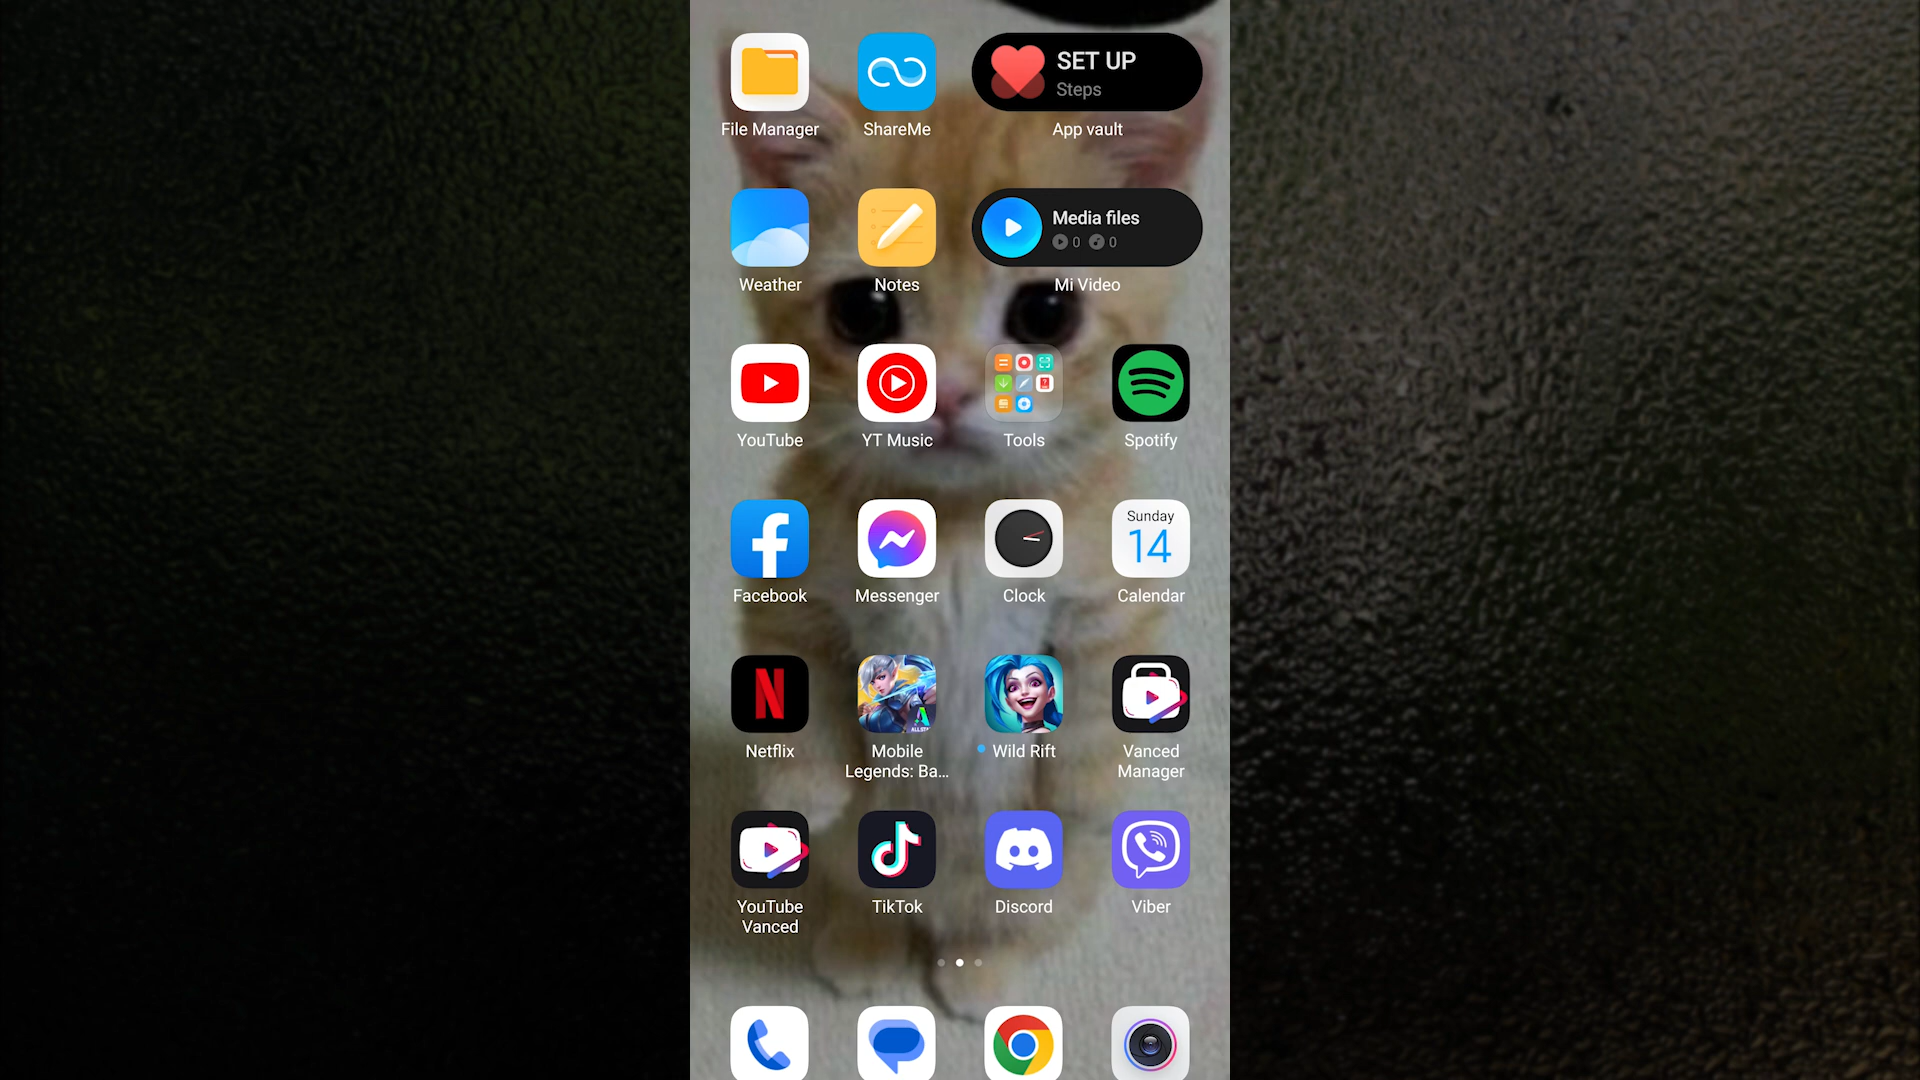 SET UP
Steps
File Manager
ShareMe
App vault
Media files
0 0
Weather
Notes
Mi Video
YouTube
YT Music
Tools
Spotify
Sunday
14
Facebook
Messenger
Clock
Calendar
Netflix
Mobile
Legends: Ba...
Wild Rift
Vanced
Manager
YouTube
Vanced
TikTok
Discord
Viber